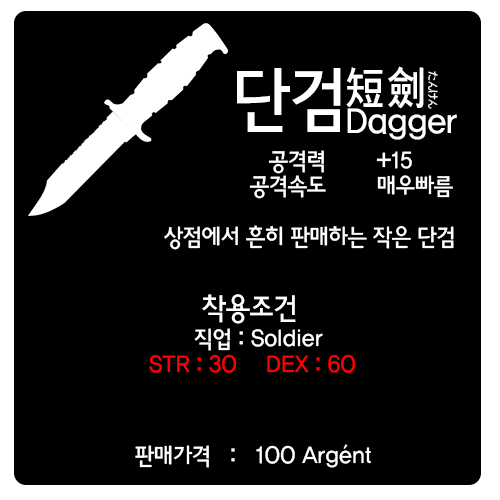 단검 短劍 たんけん
Dagger
공격력 +15
공격속도 매우빠름
상점에서 흔히 판매하는 작은 단검
착용조건
직업 : Soldier
STR : 30 DEX : 60
판매가격 : 100 Argént